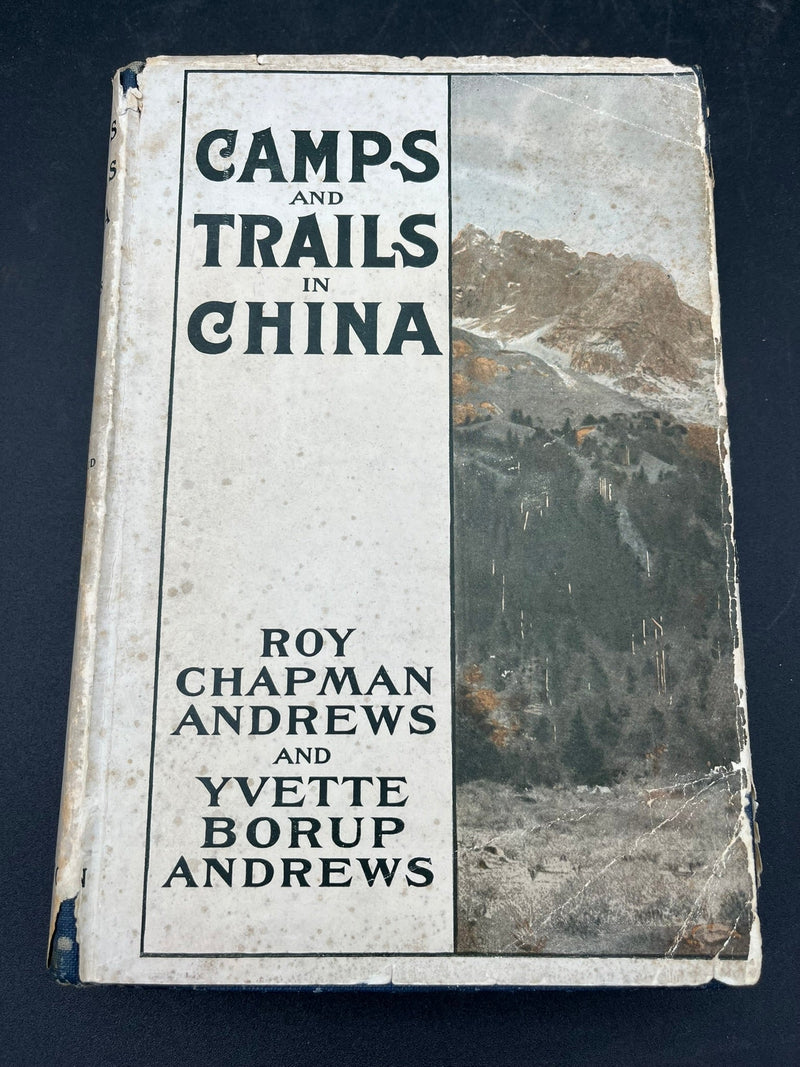 CAMPS
AND
TRAILS
IN
CHINA
ROY
CHAPMAN
ANDREWS
AND
YVETTE
BORUP
ANDREWS